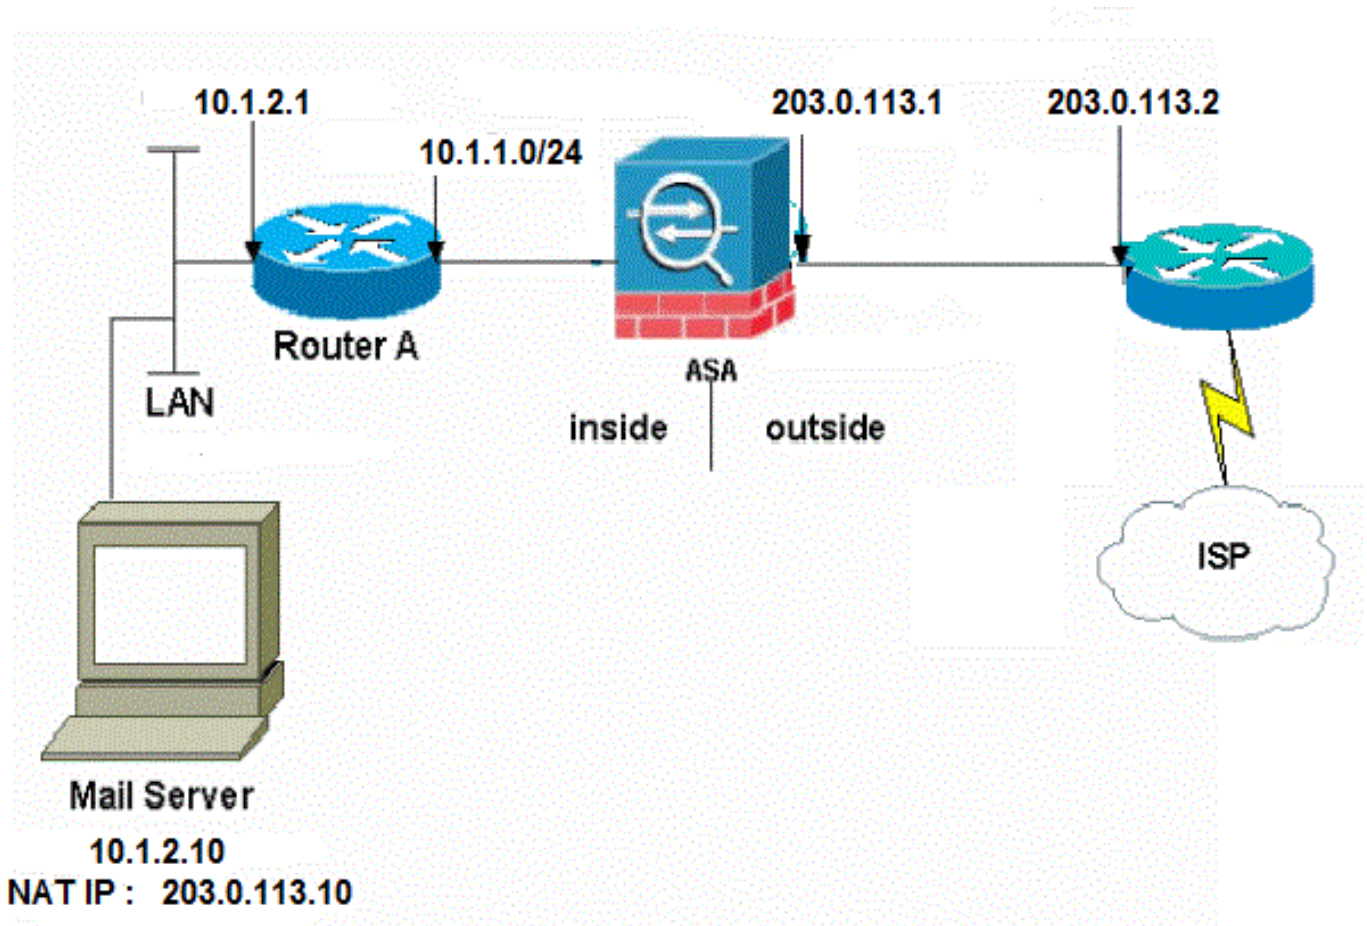 10.1.2.1
203.0.113.1
203.0.113.2
10.1.1.0/24
Router A
ASA
LAN
inside
outside
ISP
Mail Server
10.1.2.10
NAT IP : 203.0.113.10